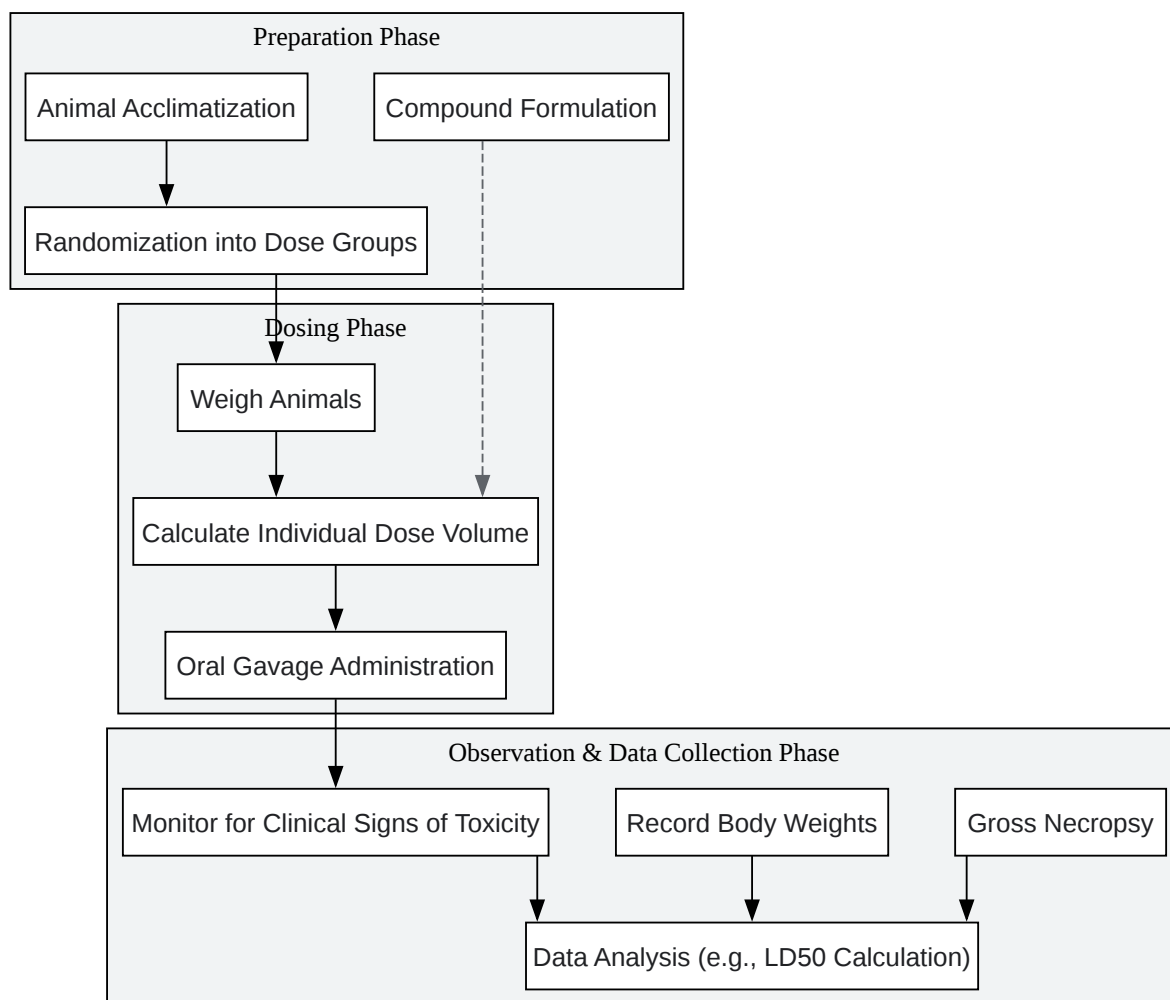 Preparation Phase
Animal Acclimatization
Compound Formulation
Randomization into Dose Groups
Dosing Phase
Weigh Animals
Calculate Individual Dose Volume
Oral Gavage Administration
Observation & Data Collection Phase
Monitor for Clinical Signs of Toxicity
Record Body Weights
Gross Necropsy
Data Analysis (e.g., LD50 Calculation)